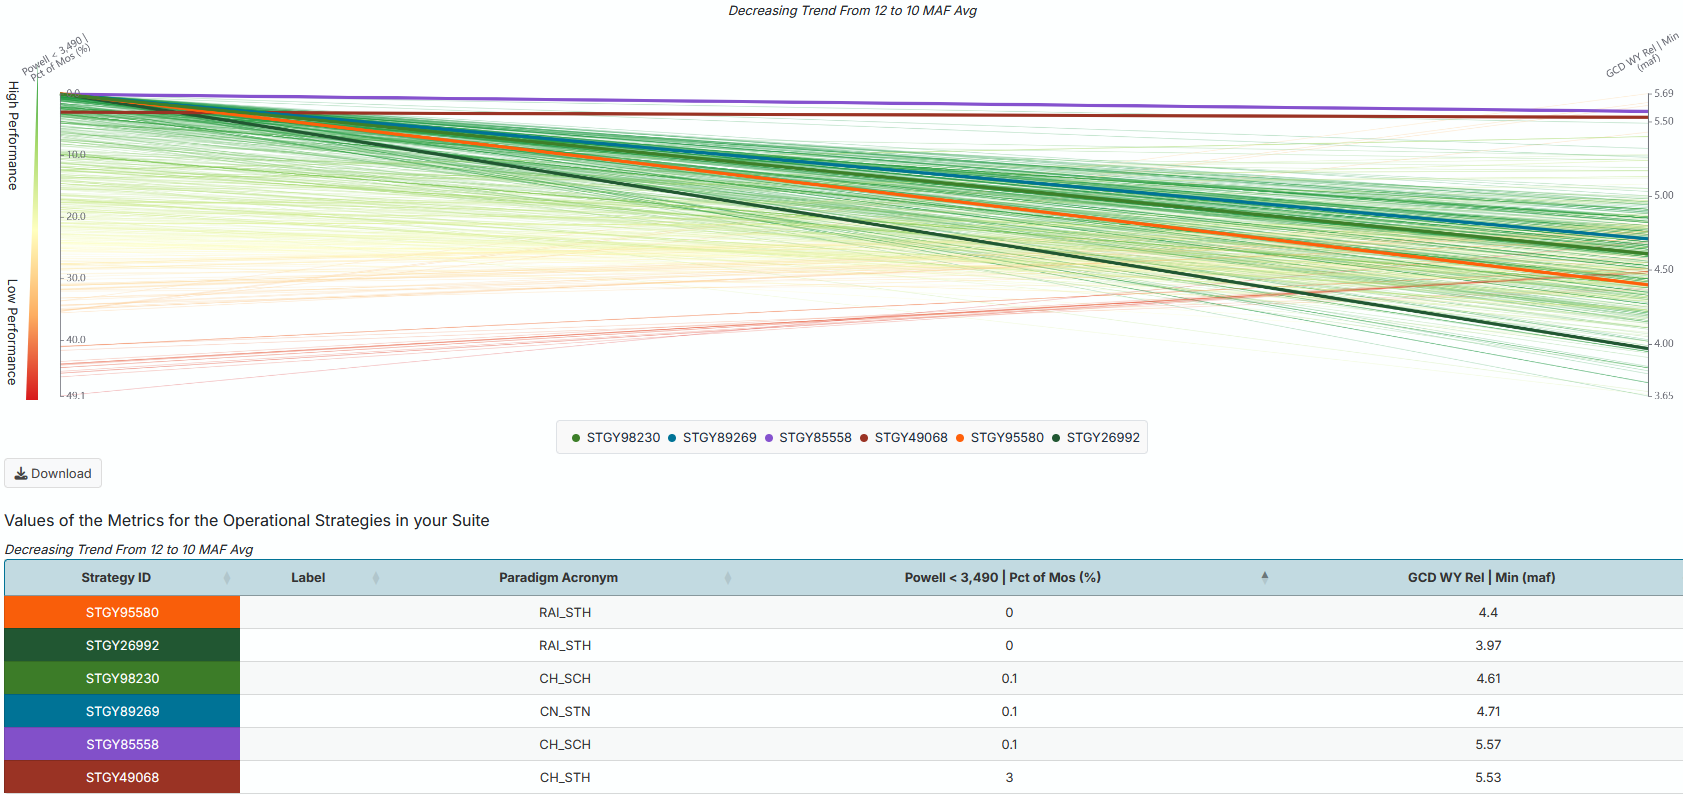 Decreasing Trend From 12 to 10 MAF Avg
Powell < 3,490 |
Pct of Mos (%)
GCD WY Rel | Min
(maf)
High Performance
Low Performance
0.0
10.0
20.0
30.0
40.0
49.1
5.69
5.50
5.00
4.50
4.00
3.65
STGY98230 STGY89269 STGY85558 STGY49068 STGY95580 STGY26992
Download
Values of the Metrics for the Operational Strategies in your Suite
Decreasing Trend From 12 to 10 MAF Avg
Strategy ID Label Paradigm Acronym Powell < 3,490 | Pct of Mos (%) GCD WY Rel | Min (maf)
STGY95580 RAI_STH 0 4.4
STGY26992 RAI_STH 0 3.97
STGY98230 CH_SCH 0.1 4.61
STGY89269 CN_STN 0.1 4.71
STGY85558 CH_SCH 0.1 5.57
STGY49068 CH_STH 3 5.53